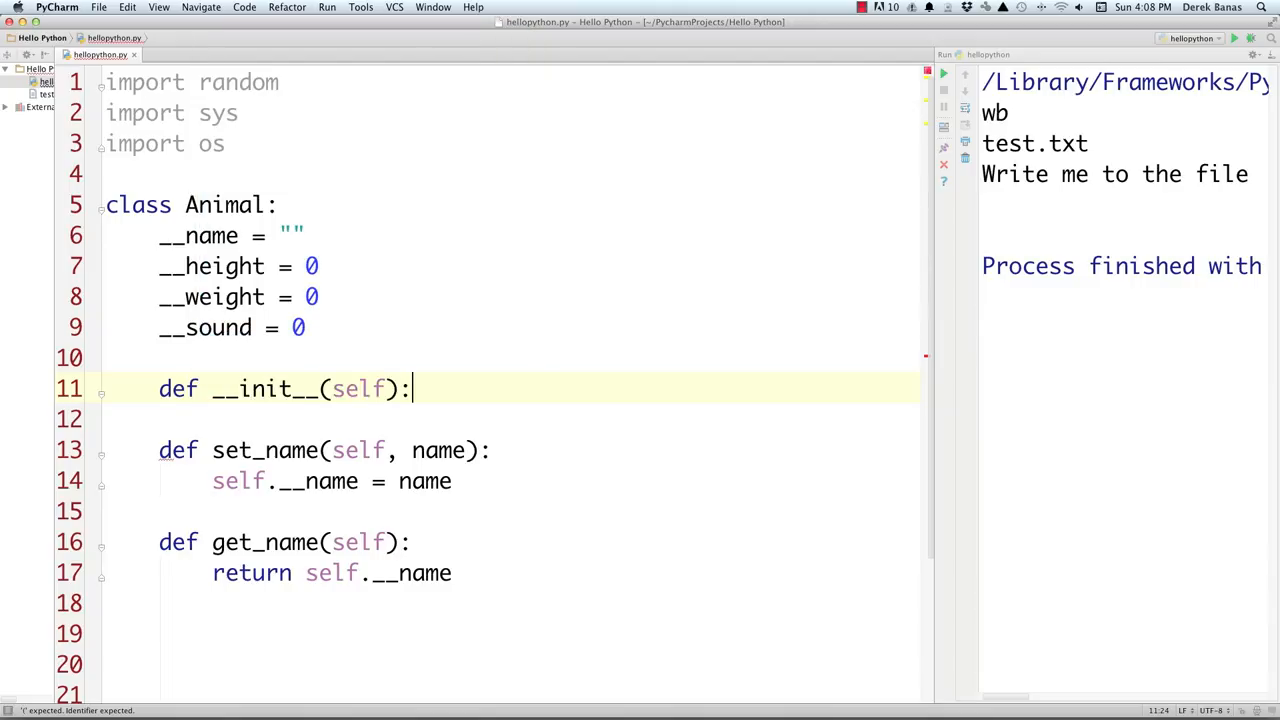 PyCharm File Edit View Navigate Code Refactor Run Tools VCS Window Help 10 Sun 4:08 PM Derek Banas
hellopython.py - Hello Python - [~/PycharmProjects/Hello Python]
Hello Python hellopython.py hellopython
hellopython.py Run hellopython
Hello P
hell
test
Externa
1 import random
2 import sys
3 import os
4
5 class Animal:
6 __name = ""
7 __height = 0
8 __weight = 0
9 __sound = 0
10
11 def __init__(self):
12
13 def set_name(self, name):
14 self.__name = name
15
16 def get_name(self):
17 return self.__name
18
19
20
21
/Library/Frameworks/Py
wb
test.txt
Write me to the file
Process finished with
'(' expected. Identifier expected. 11:24 LF UTF-8